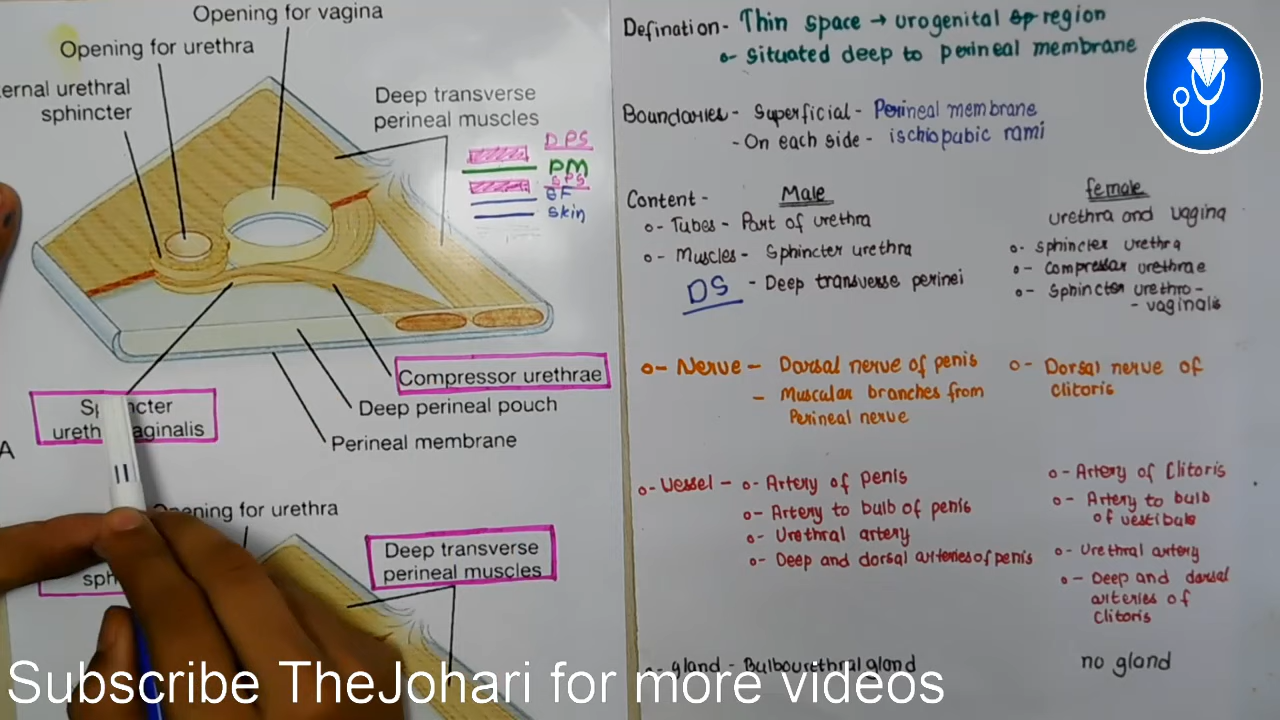 Opening for vagina
Opening for urethra
ernal urethral
sphincter
Deep transverse
perineal muscles
DPS
PM
SPS
SF
skin
Compressor urethrae
Deep perineal pouch
Perineal membrane
A
Opening for urethra
Deep transverse
perineal muscles
Defination - Thin space → urogenital region
o- situated deep to perineal membrane
Boundaries - Superficial - Perineal membrane
- On each side - ischiopubic rami
Content - Male female
o- Tubes - Part of urethra urethra and vagina
o- Muscles - Sphincter urethra o- sphincter urethra
DS - Deep transverse perinei o- Compressor urethrae
o- Sphincter urethro -
- vaginalis
o- Nerve - Dorsal nerve of penis o- Dorsal nerve of
- Muscular branches from clitoris
Perineal nerve
o- Vessel - o- Artery of penis o- Artery of Clitoris
o- Artery to bulb of penis o- Artery to bulb
of vestibule
o- Urethral artery o- Urethral artery
o- Deep and dorsal arteries of penis o- Deep and dorsal
arteries of
Clitoris
o- gland - Bulbourethral gland no gland
Subscribe TheJohari for more videos